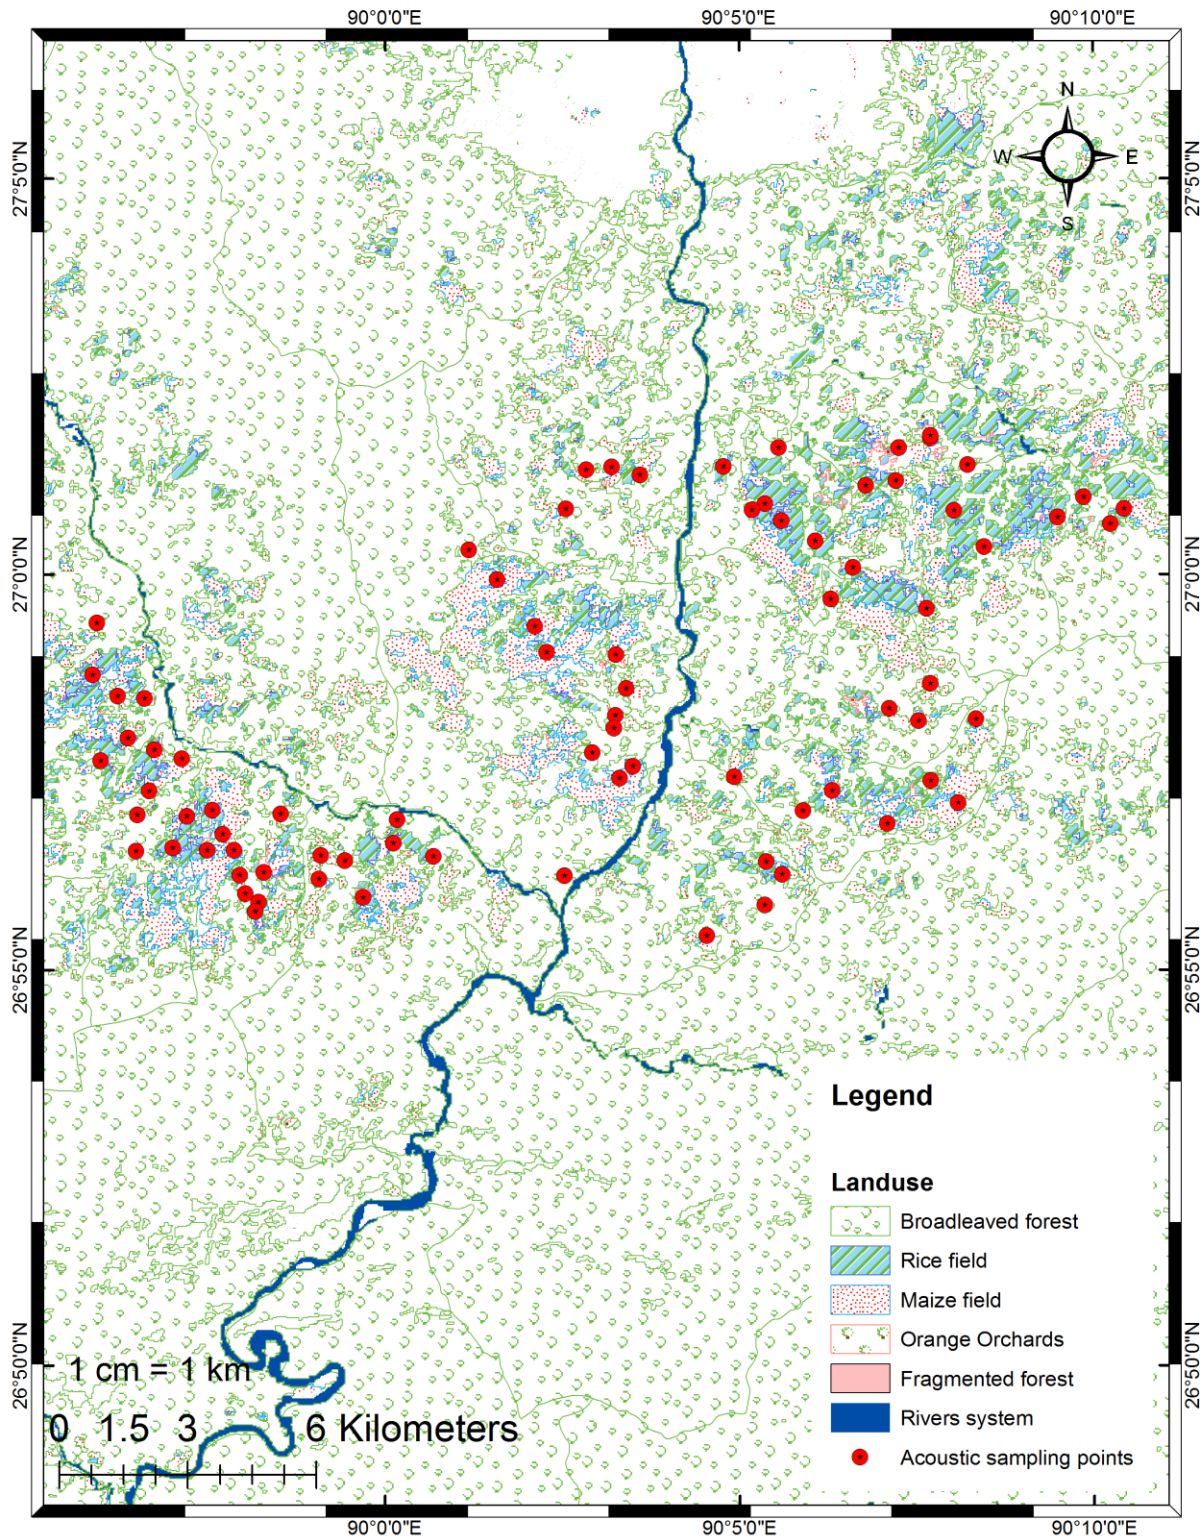 90°0'0"E 90°5'0"E 90°10'0"E
N
W E
S
27°5'0"N 27°5'0"N
27°0'0"N 27°0'0"N
26°55'0"N 26°55'0"N
Legend
Landuse
Broadleaved forest
Rice field
Maize field
Orange Orchards
Fragmented forest
Rivers system
Acoustic sampling points
26°50'0"N 26°50'0"N
1 cm = 1 km
0 1.5 3 6 Kilometers
90°0'0"E 90°5'0"E 90°10'0"E